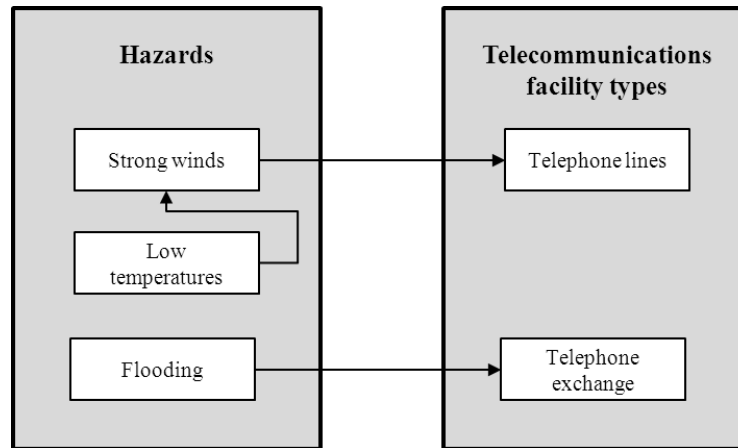 Hazards
Strong winds
Low
temperatures
Flooding
Telecommunications
facility types
Telephone lines
Telephone
exchange